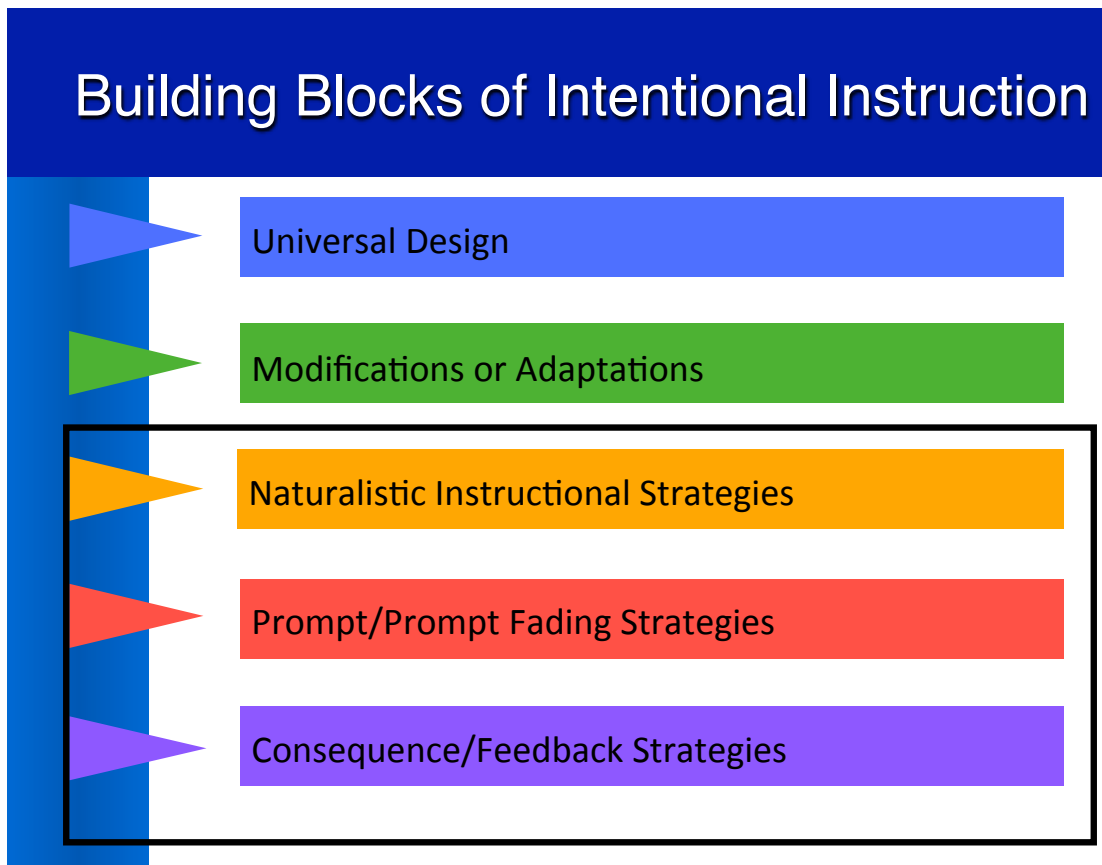 Building Blocks of Intentional Instruction
Universal Design
Modifications or Adaptations
Naturalistic Instructional Strategies
Prompt/Prompt Fading Strategies
Consequence/Feedback Strategies